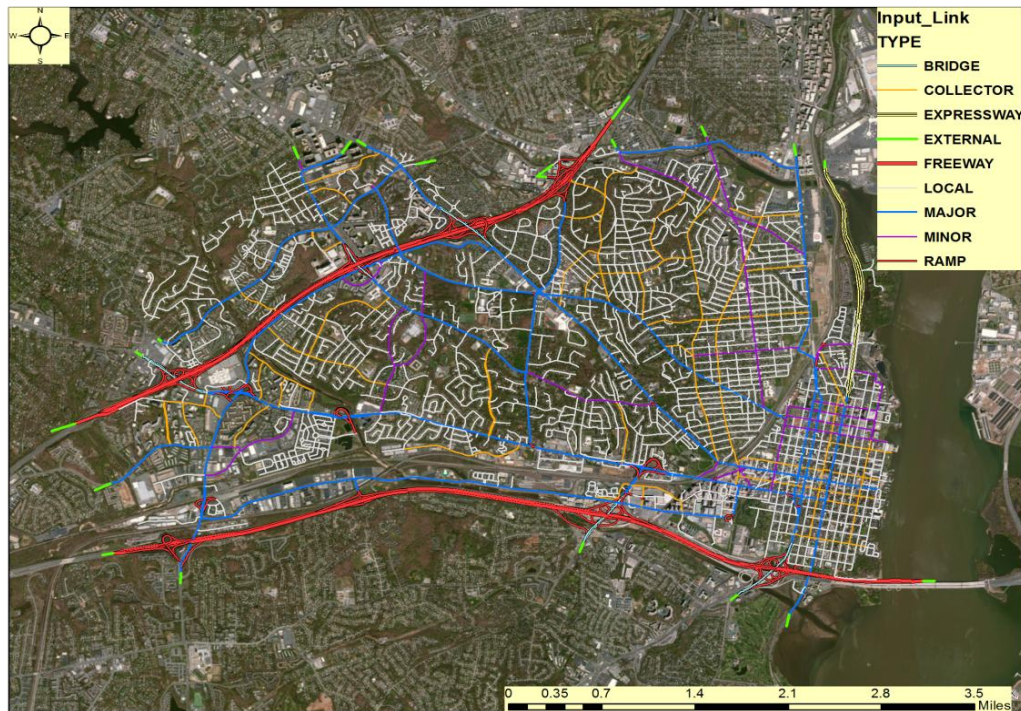 N
W E
S
Input_Link
TYPE
BRIDGE
COLLECTOR
EXPRESSWAY
EXTERNAL
FREEWAY
LOCAL
MAJOR
MINOR
RAMP
0 0.35 0.7 1.4 2.1 2.8 3.5
Miles